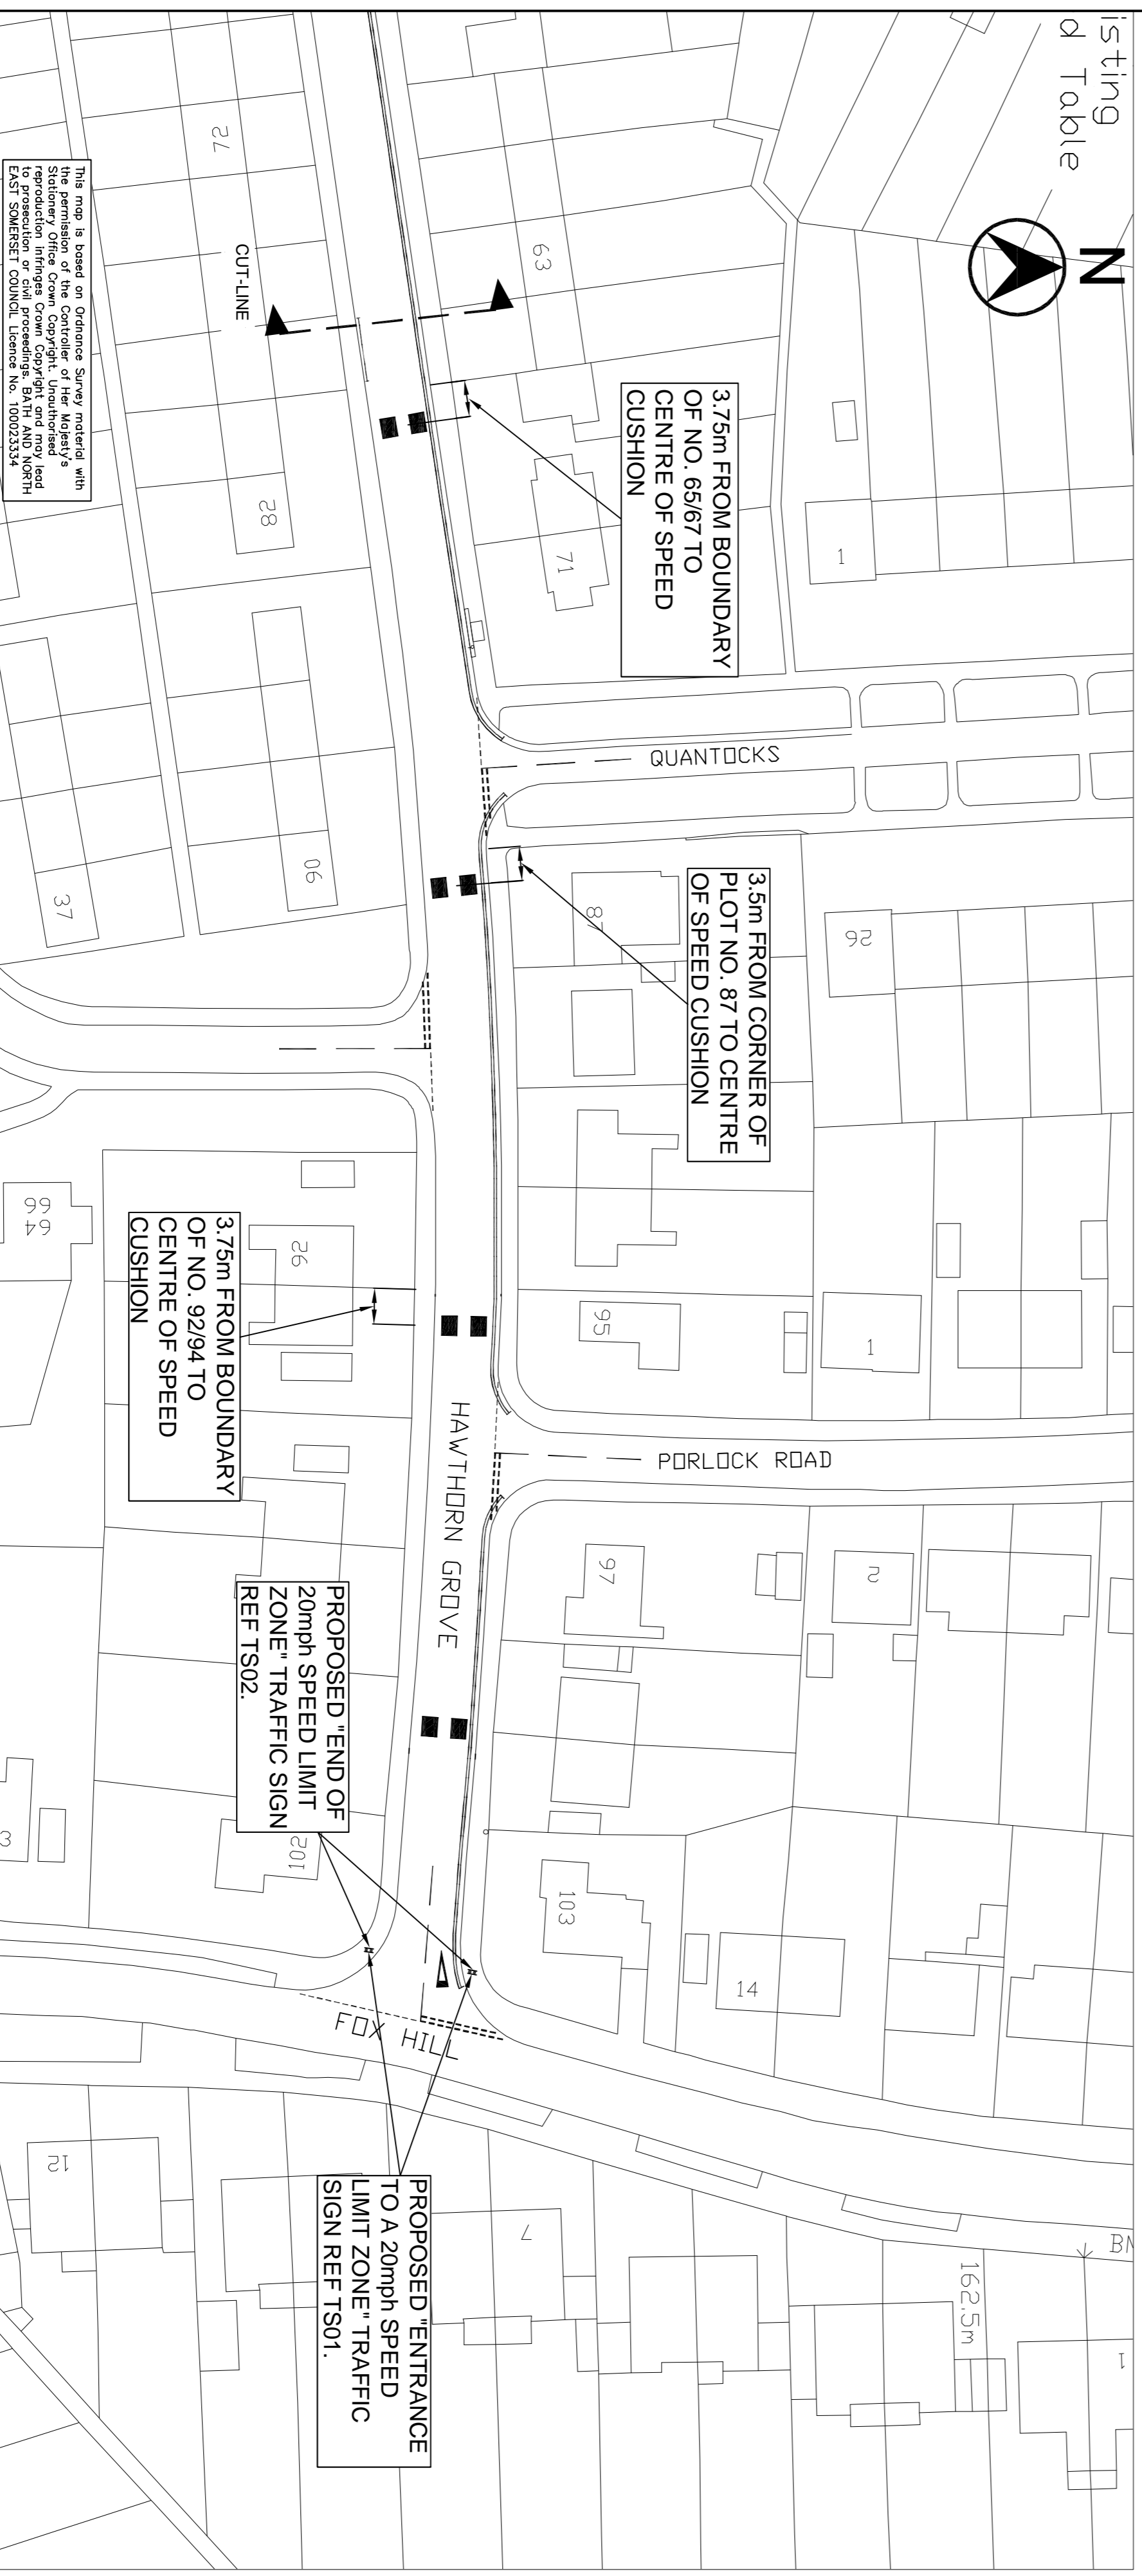 isting
d Table
N
3.75m FROM BOUNDARY
OF NO. 65/67 TO
CENTRE OF SPEED
CUSHION
63
71
1
72
82
CUT-LINE
This map is based on Ordnance Survey material with
the permission of the Controller of Her Majesty's
Stationery Office Crown Copyright. Unauthorised
reproduction infringes Crown Copyright and may lead
to prosecution or civil proceedings. BATH AND NORTH
EAST SOMERSET COUNCIL Licence No. 100023334
QUANTOCKS
3.5m FROM CORNER OF
PLOT NO. 87 TO CENTRE
OF SPEED CUSHION
87
26
90
37
3.75m FROM BOUNDARY
OF NO. 92/94 TO
CENTRE OF SPEED
CUSHION
92
64
66
95
1
HAWTHORN GROVE
PORLOCK ROAD
97
2
PROPOSED "END OF
20mph SPEED LIMIT
ZONE" TRAFFIC SIGN
REF TS02.
102
3
103
14
FOX HILL
PROPOSED "ENTRANCE
TO A 20mph SPEED
LIMIT ZONE" TRAFFIC
SIGN REF TS01.
12
7
162.5m
BM
1